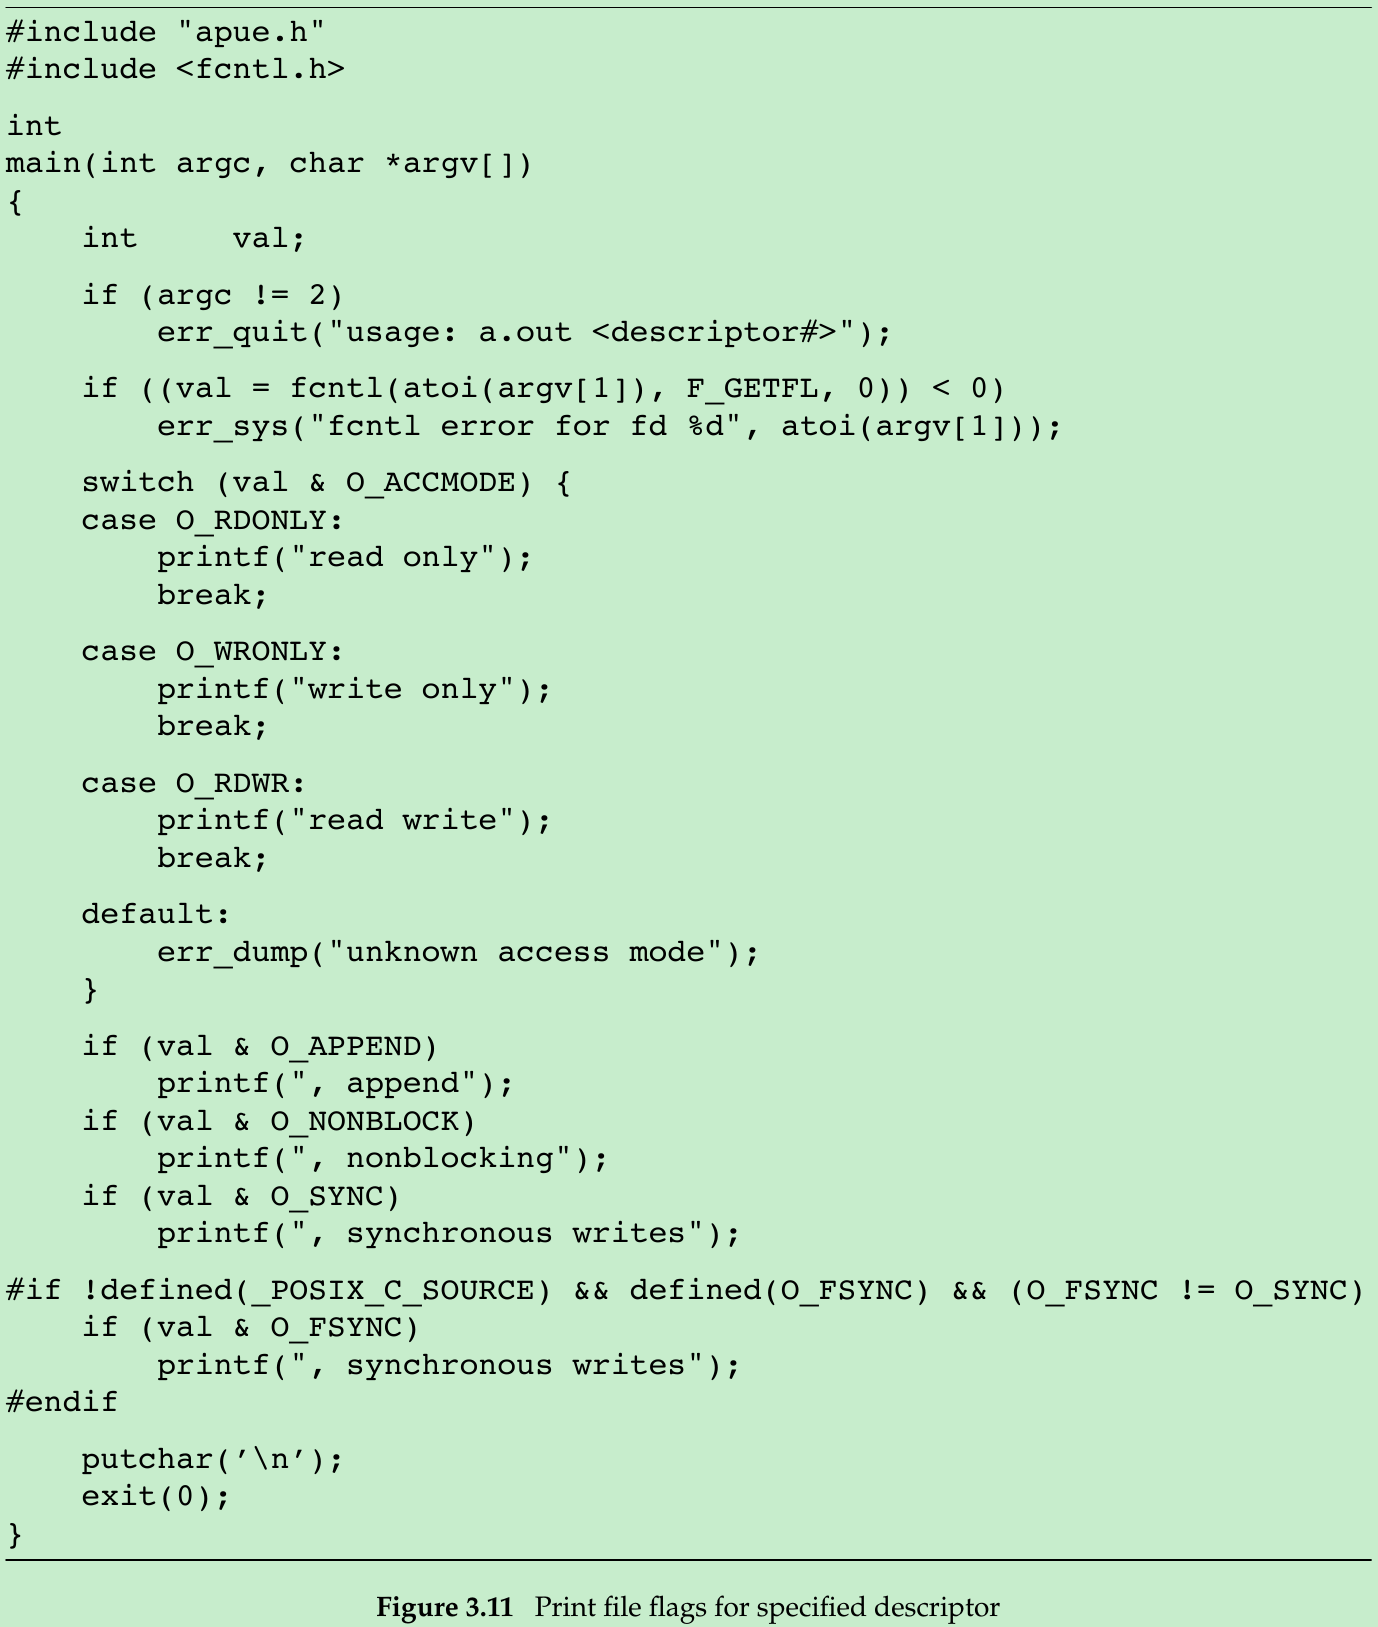 #include "apue.h"
#include <fcntl.h>
int
main(int argc, char *argv[])
{
    int     val;
    if (argc != 2)
        err_quit("usage: a.out <descriptor#>");
    if ((val = fcntl(atoi(argv[1]), F_GETFL, 0)) < 0)
        err_sys("fcntl error for fd %d", atoi(argv[1]));
    switch (val & O_ACCMODE) {
    case O_RDONLY:
        printf("read only");
        break;
    case O_WRONLY:
        printf("write only");
        break;
    case O_RDWR:
        printf("read write");
        break;
    default:
        err_dump("unknown access mode");
    }
    if (val & O_APPEND)
        printf(", append");
    if (val & O_NONBLOCK)
        printf(", nonblocking");
    if (val & O_SYNC)
        printf(", synchronous writes");
#if !defined(_POSIX_C_SOURCE) && defined(O_FSYNC) && (O_FSYNC != O_SYNC)
    if (val & O_FSYNC)
        printf(", synchronous writes");
#endif
    putchar(’\n’);
    exit(0);
}
Figure 3.11 Print file flags for specified descriptor